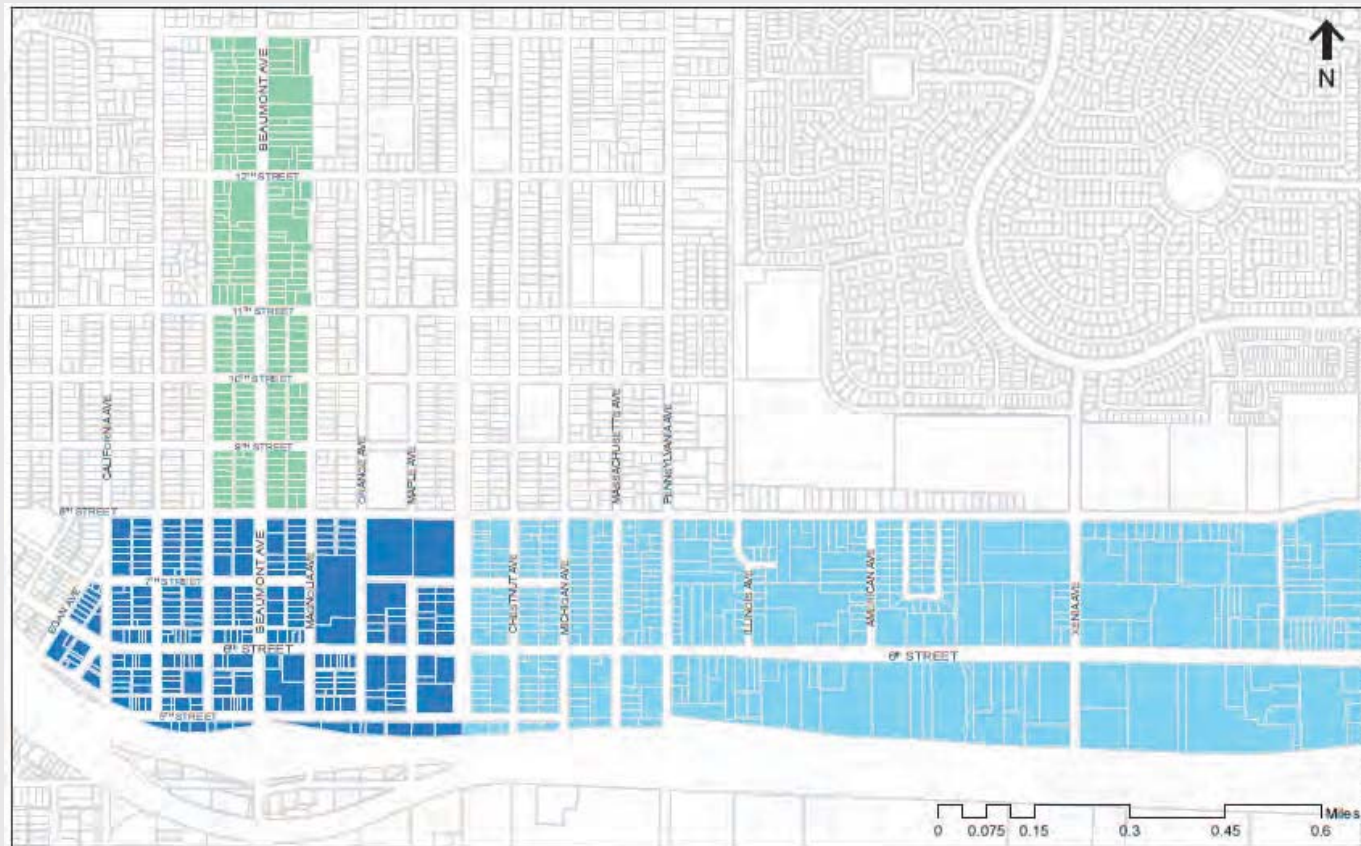 N
BEAUMONT AVE
12TH STREET
11TH STREET
10TH STREET
9TH STREET
CALIFORNIA AVE
ORANGE AVE
MAPLE AVE
MASSACHUSETTS AVE
PENNSYLVANIA AVE
8TH STREET
7TH STREET
EGAN AVE
BEAUMONT AVE
MAGNOLIA AVE
CHESTNUT AVE
MICHIGAN AVE
ILLINOIS AVE
AMERICAN AVE
XENIA AVE
6TH STREET
6th STREET
5TH STREET
Miles
0 0.075 0.15 0.3 0.45 0.6